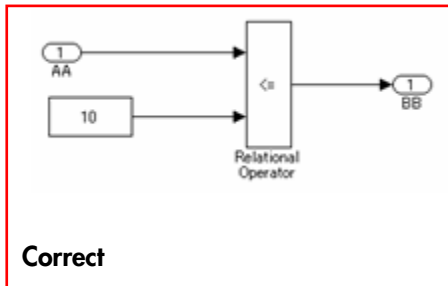 1
AA
10
<=
Relational
Operator
1
BB
Correct